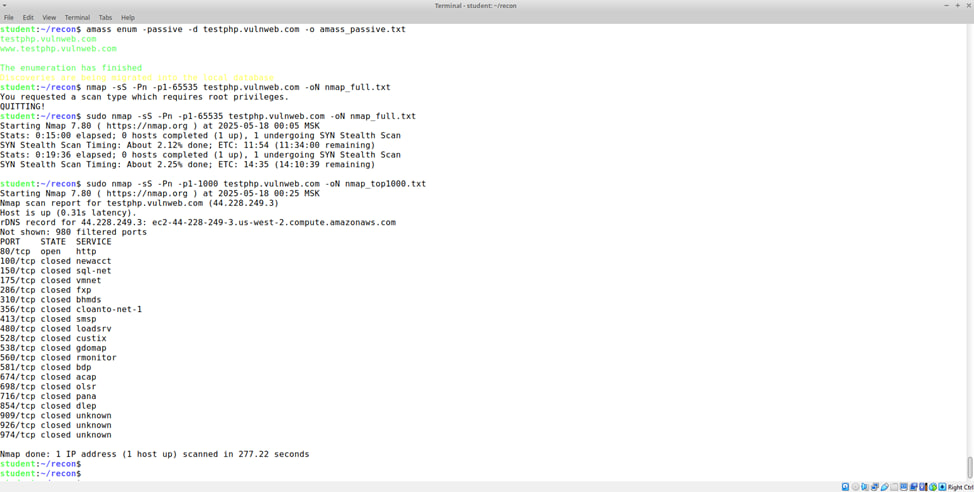 Terminal - student: ~/recon
File Edit View Terminal Tabs Help
student:~/recon$ amass enum -passive -d testphp.vulnweb.com -o amass_passive.txt
testphp.vulnweb.com
www.testphp.vulnweb.com
The enumeration has finished
Discoveries are being migrated into the local database
student:~/recon$ nmap -sS -Pn -p1-65535 testphp.vulnweb.com -oN nmap_full.txt
You requested a scan type which requires root privileges.
QUITTING!
student:~/recon$ sudo nmap -sS -Pn -p1-65535 testphp.vulnweb.com -oN nmap_full.txt
Starting Nmap 7.80 ( https://nmap.org ) at 2025-05-18 00:05 MSK
Stats: 0:15:00 elapsed; 0 hosts completed (1 up), 1 undergoing SYN Stealth Scan
SYN Stealth Scan Timing: About 2.12% done; ETC: 11:54 (11:34:00 remaining)
Stats: 0:19:36 elapsed; 0 hosts completed (1 up), 1 undergoing SYN Stealth Scan
SYN Stealth Scan Timing: About 2.25% done; ETC: 14:35 (14:10:39 remaining)
student:~/recon$ sudo nmap -sS -Pn -p1-1000 testphp.vulnweb.com -oN nmap_top1000.txt
Starting Nmap 7.80 ( https://nmap.org ) at 2025-05-18 00:25 MSK
Nmap scan report for testphp.vulnweb.com (44.228.249.3)
Host is up (0.31s latency).
rDNS record for 44.228.249.3: ec2-44-228-249-3.us-west-2.compute.amazonaws.com
Not shown: 980 filtered ports
PORT    STATE  SERVICE
80/tcp  open   http
100/tcp closed newacct
150/tcp closed sql-net
175/tcp closed vmnet
286/tcp closed fxp
310/tcp closed bhmds
356/tcp closed cloanto-net-1
413/tcp closed smsp
480/tcp closed loadsrv
528/tcp closed custix
538/tcp closed gdomap
560/tcp closed rmonitor
581/tcp closed bdp
674/tcp closed acap
698/tcp closed olsr
716/tcp closed pana
854/tcp closed dlep
909/tcp closed unknown
926/tcp closed unknown
974/tcp closed unknown
Nmap done: 1 IP address (1 host up) scanned in 277.22 seconds
student:~/recon$
student:~/recon$
Right Ctrl